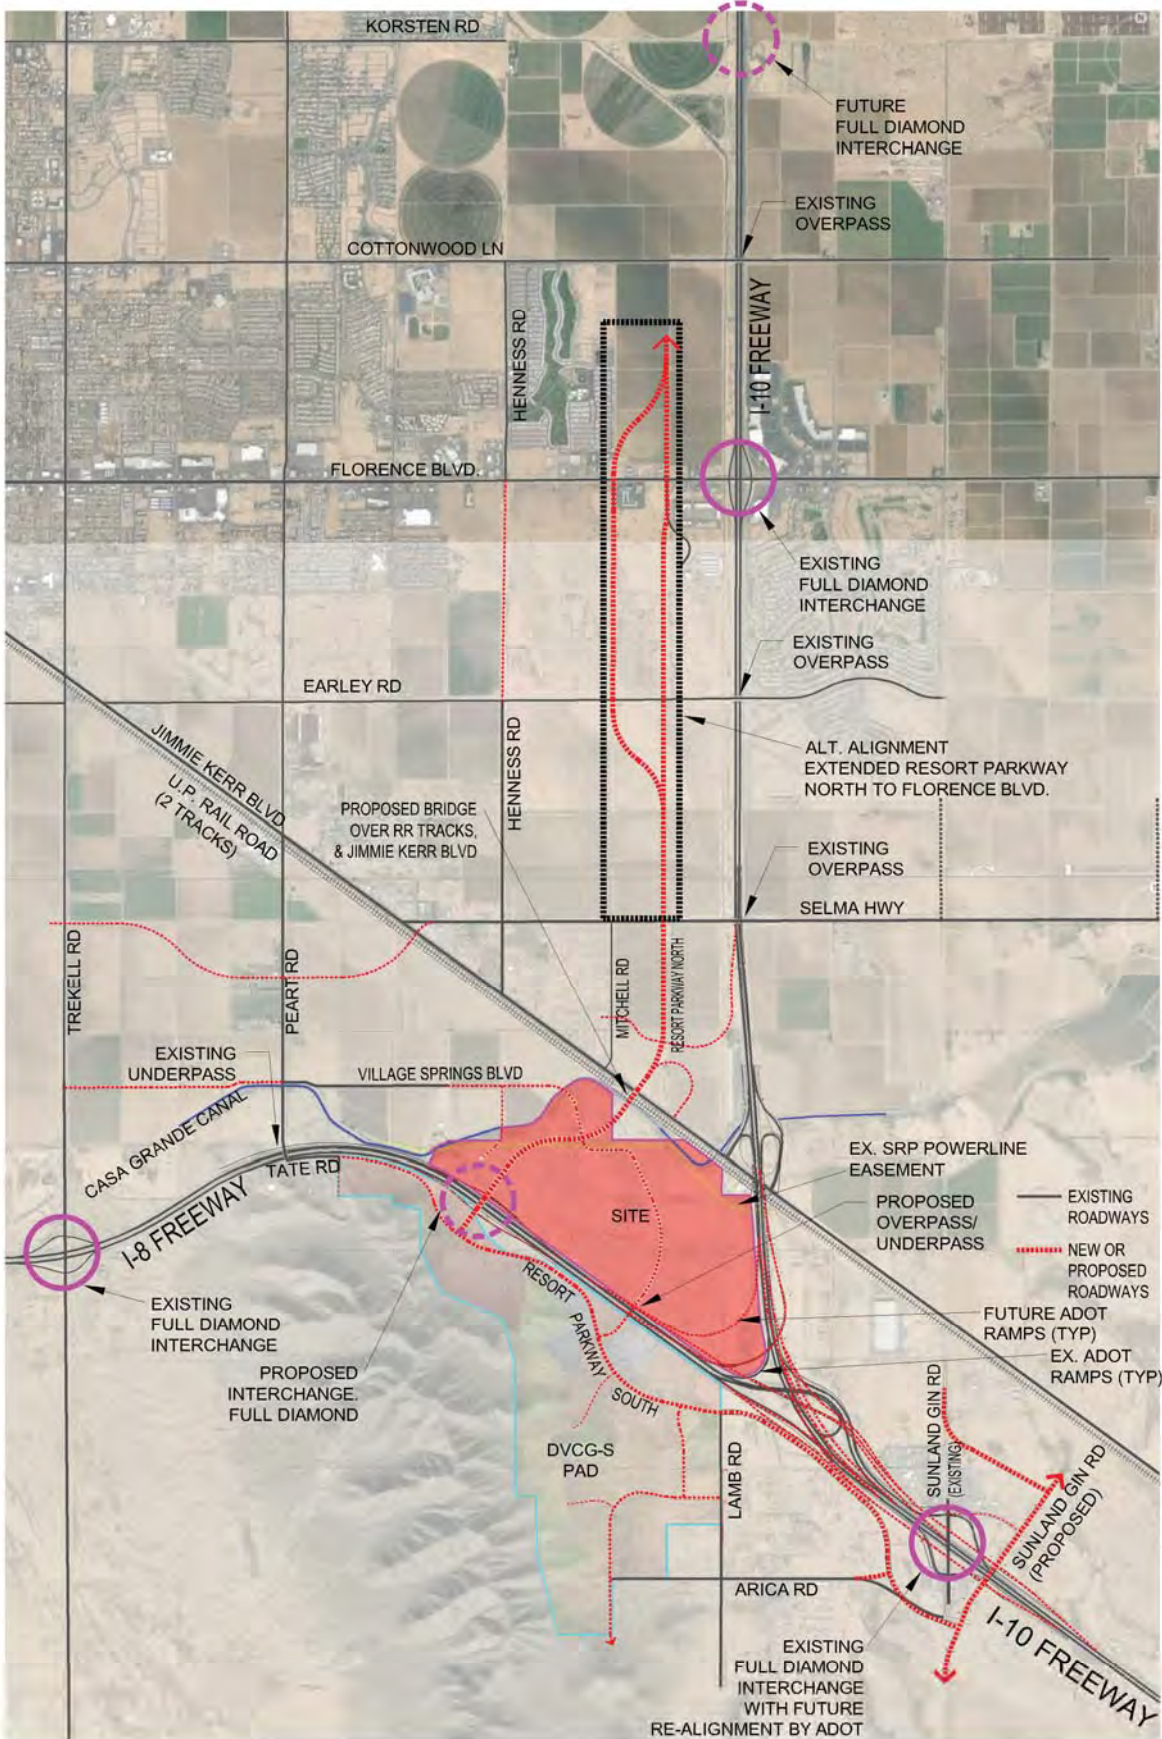 KORSTEN RD
FUTURE
FULL DIAMOND
INTERCHANGE
EXISTING
OVERPASS
COTTONWOOD LN
HENNESS RD
I-10 FREEWAY
FLORENCE BLVD.
EXISTING
FULL DIAMOND
INTERCHANGE
EXISTING
OVERPASS
EARLEY RD
JIMMIE KERR BLVD
U.P. RAIL ROAD
(2 TRACKS)
HENNESS RD
ALT. ALIGNMENT
EXTENDED RESORT PARKWAY
NORTH TO FLORENCE BLVD.
PROPOSED BRIDGE
OVER RR TRACKS,
& JIMMIE KERR BLVD
EXISTING
OVERPASS
SELMA HWY
TREKELL RD
PEART RD
MITCHELL RD
RESORT PARKWAY NORTH
EXISTING
UNDERPASS
VILLAGE SPRINGS BLVD
CASA GRANDE CANAL
TATE RD
I-8 FREEWAY
EX. SRP POWERLINE
EASEMENT
SITE
PROPOSED
OVERPASS/
UNDERPASS
EXISTING
ROADWAYS
NEW OR
PROPOSED
ROADWAYS
EXISTING
FULL DIAMOND
INTERCHANGE
RESORT
PARKWAY
SOUTH
FUTURE ADOT
RAMPS (TYP)
EX. ADOT
RAMPS (TYP)
PROPOSED
INTERCHANGE.
FULL DIAMOND
DVCG-S
PAD
LAMB RD
SUNLAND GIN RD
(EXISTING)
SUNLAND GIN RD
(PROPOSED)
ARICA RD
I-10 FREEWAY
EXISTING
FULL DIAMOND
INTERCHANGE
WITH FUTURE
RE-ALIGNMENT BY ADOT